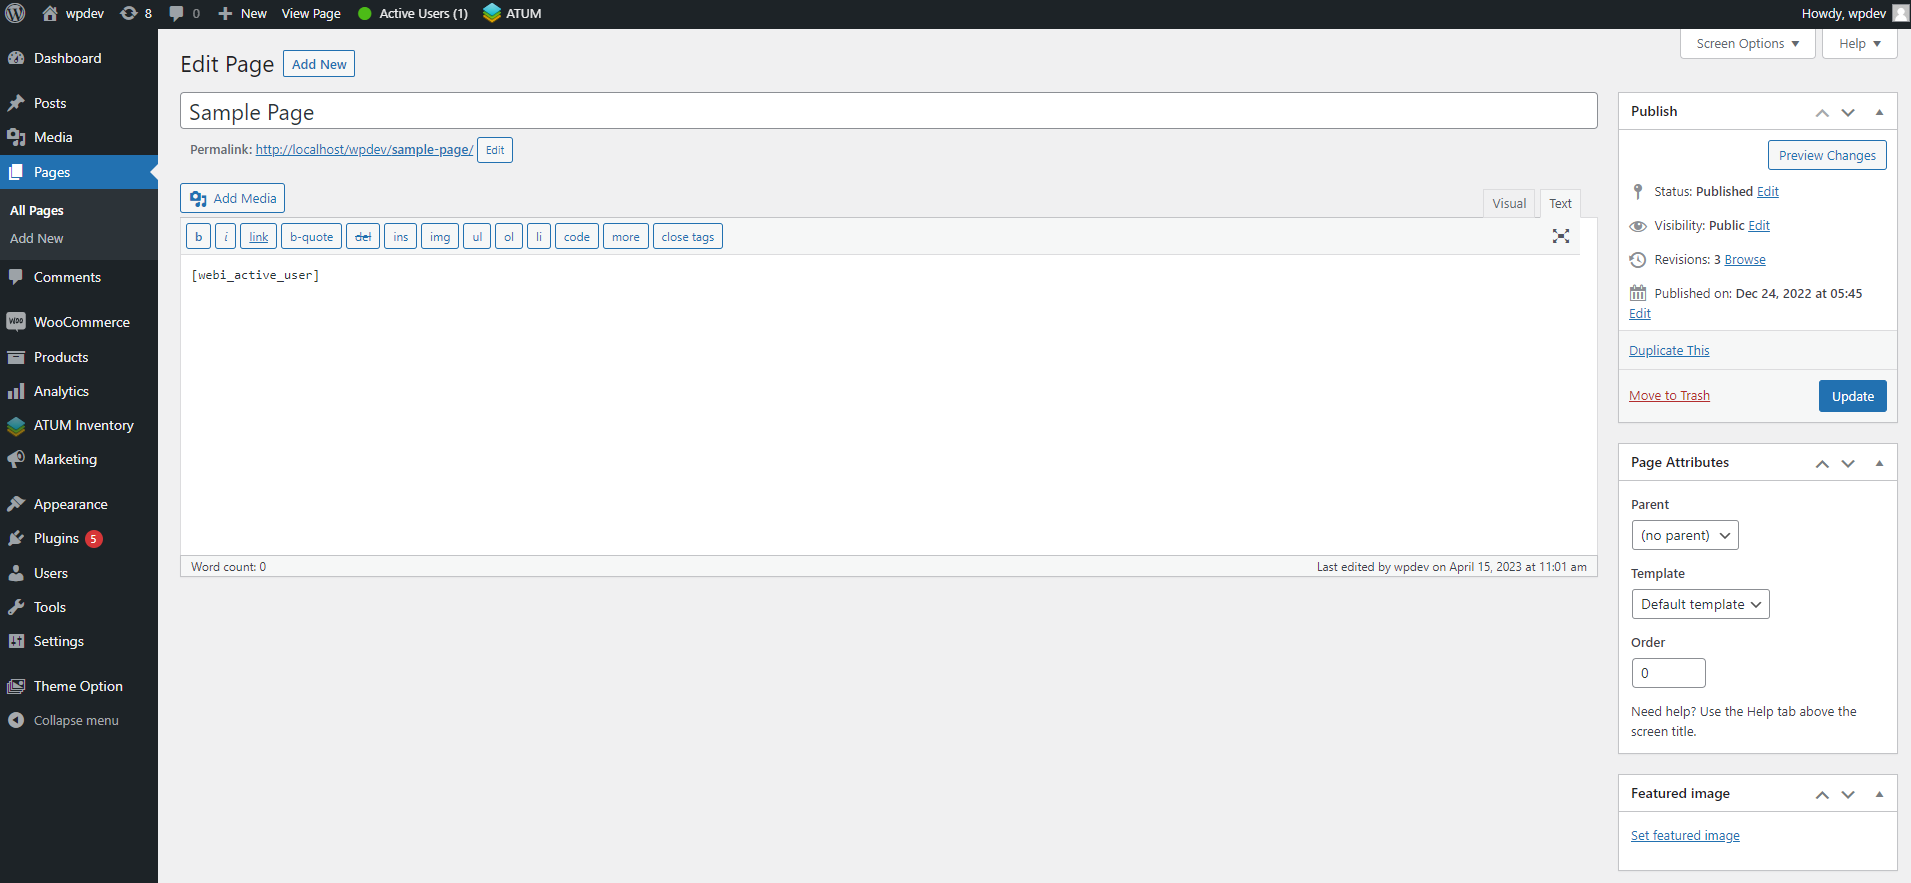 wpdev 8 0 New View Page Active Users (1) ATUM Howdy, wpdev
Screen Options Help
Dashboard
Posts
Media
Pages
All Pages
Add New
Comments
WooCommerce
Products
Analytics
ATUM Inventory
Marketing
Appearance
Plugins 5
Users
Tools
Settings
Theme Option
Collapse menu
Edit Page Add New
Sample Page
Permalink: http://localhost/wpdev/sample-page/ Edit
Add Media
Visual Text
b i link b-quote del ins img ul ol li code more close tags
[webi_active_user]
Word count: 0 Last edited by wpdev on April 15, 2023 at 11:01 am
Publish
Preview Changes
Status: Published Edit
Visibility: Public Edit
Revisions: 3 Browse
Published on: Dec 24, 2022 at 05:45
Edit
Duplicate This
Move to Trash Update
Page Attributes
Parent
(no parent)
Template
Default template
Order
0
Need help? Use the Help tab above the
screen title.
Featured image
Set featured image